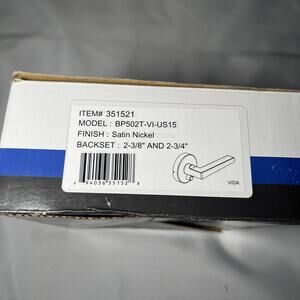 ITEM# 351521
MODEL : BP502T-VI-US15
FINISH : Satin Nickel
BACKSET : 2-3/8" AND 2-3/4"
VIDA